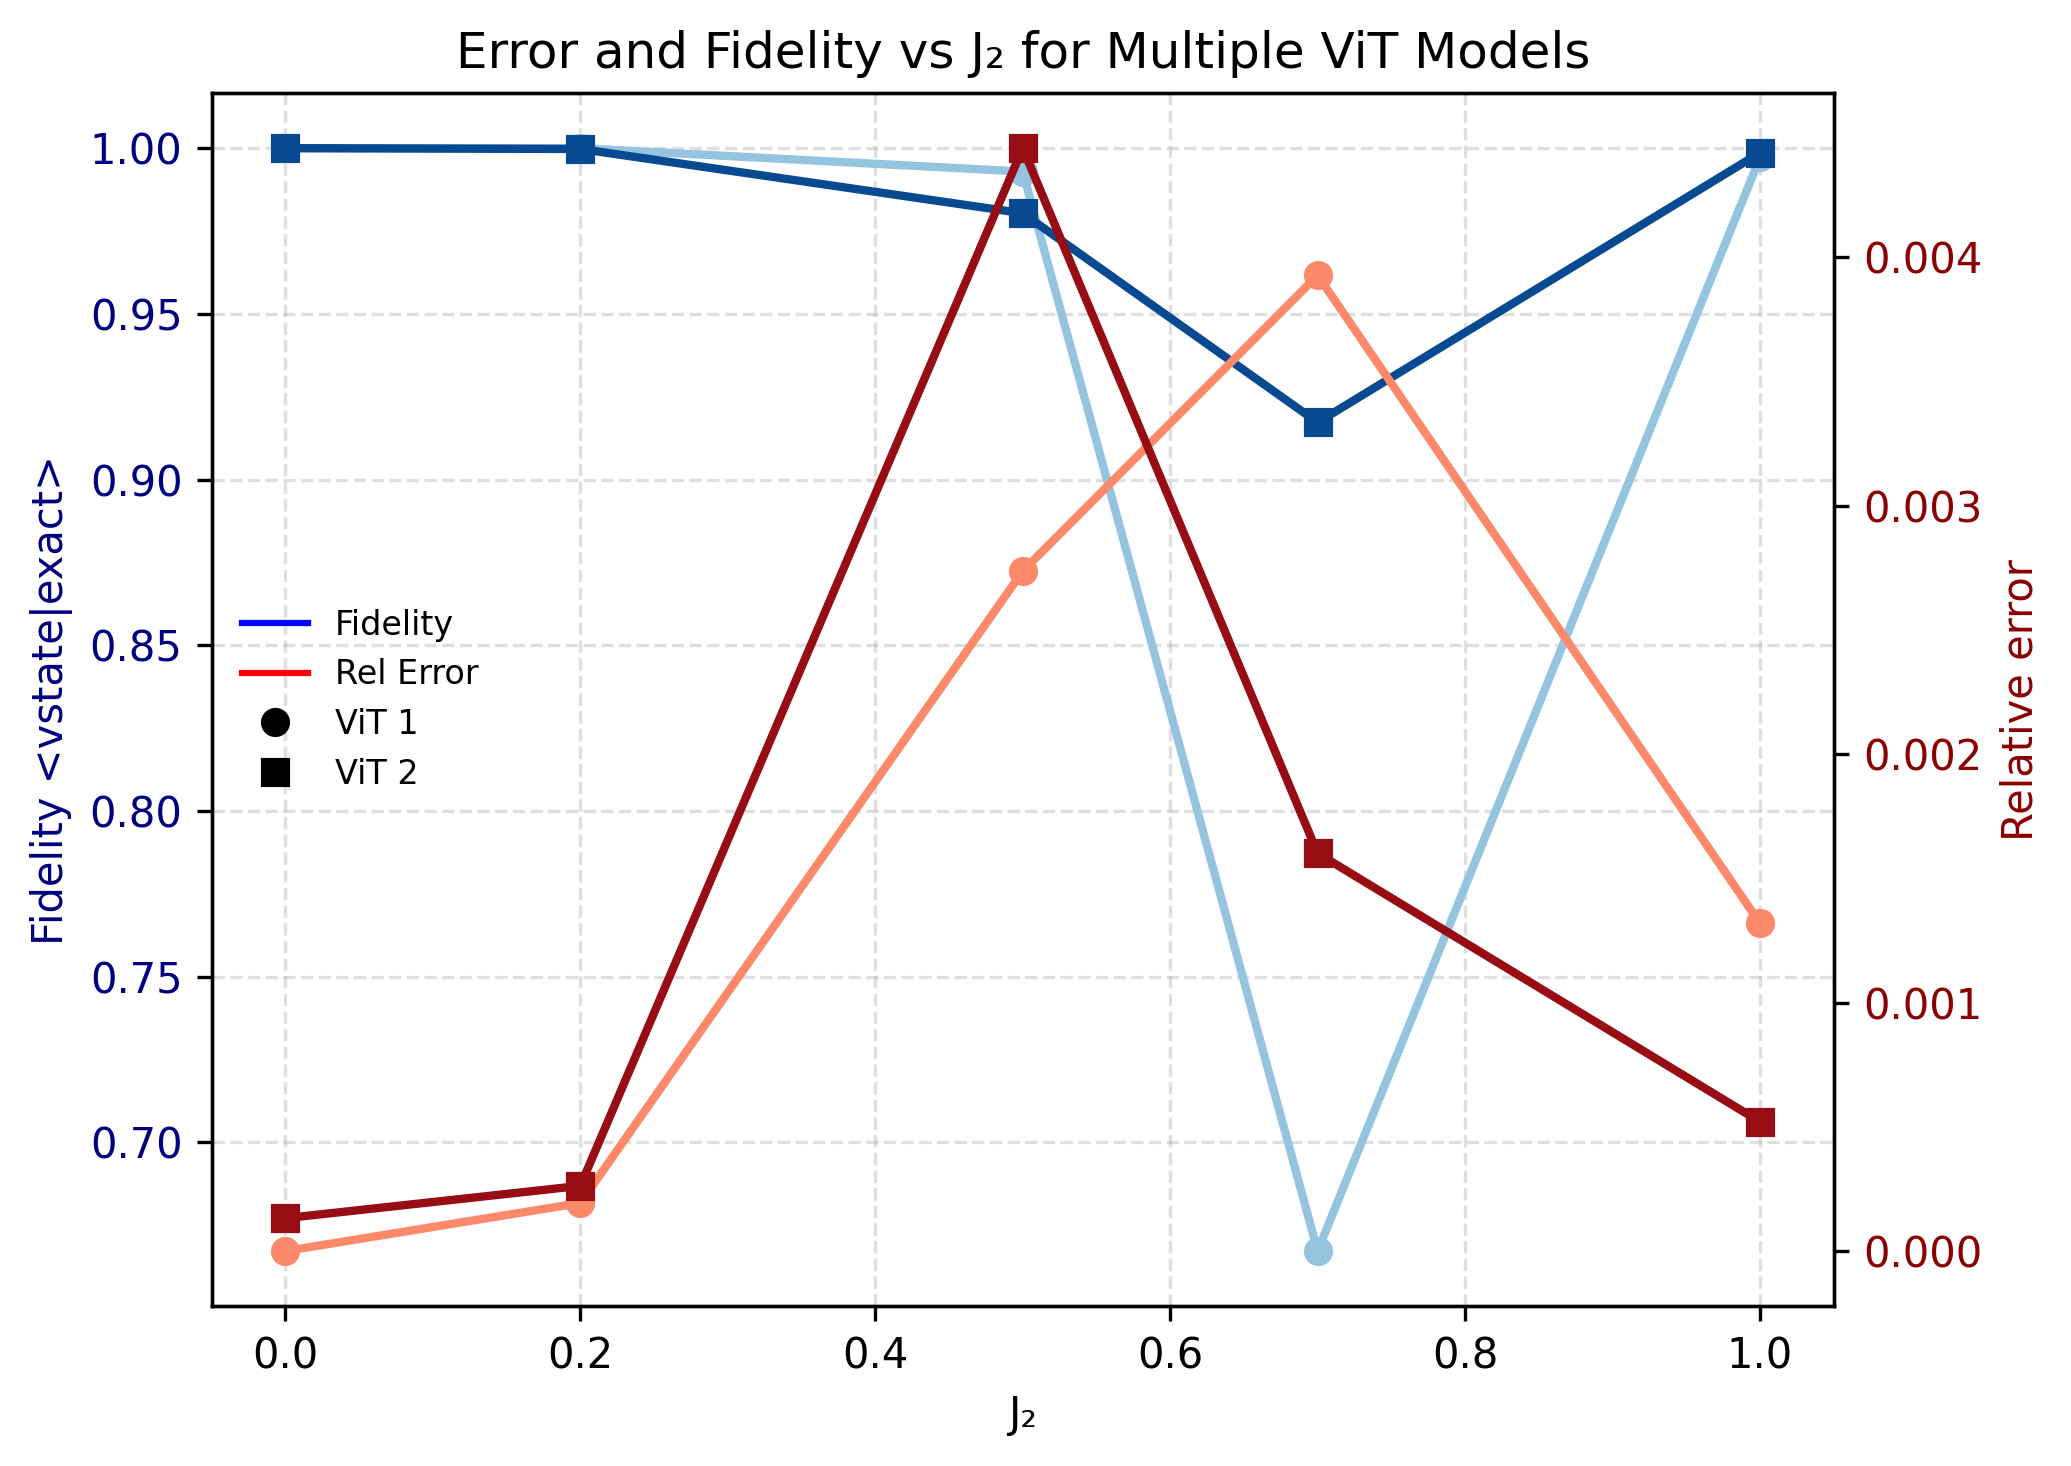 Error and Fidelity vs J₂ for Multiple ViT Models
Fidelity <vstate|exact>
1.00
0.95
0.90
0.85
0.80
0.75
0.70
Fidelity
Rel Error
ViT 1
ViT 2
0.004
0.003
0.002
0.001
0.000
Relative error
0.0 0.2 0.4 0.6 0.8 1.0
J₂